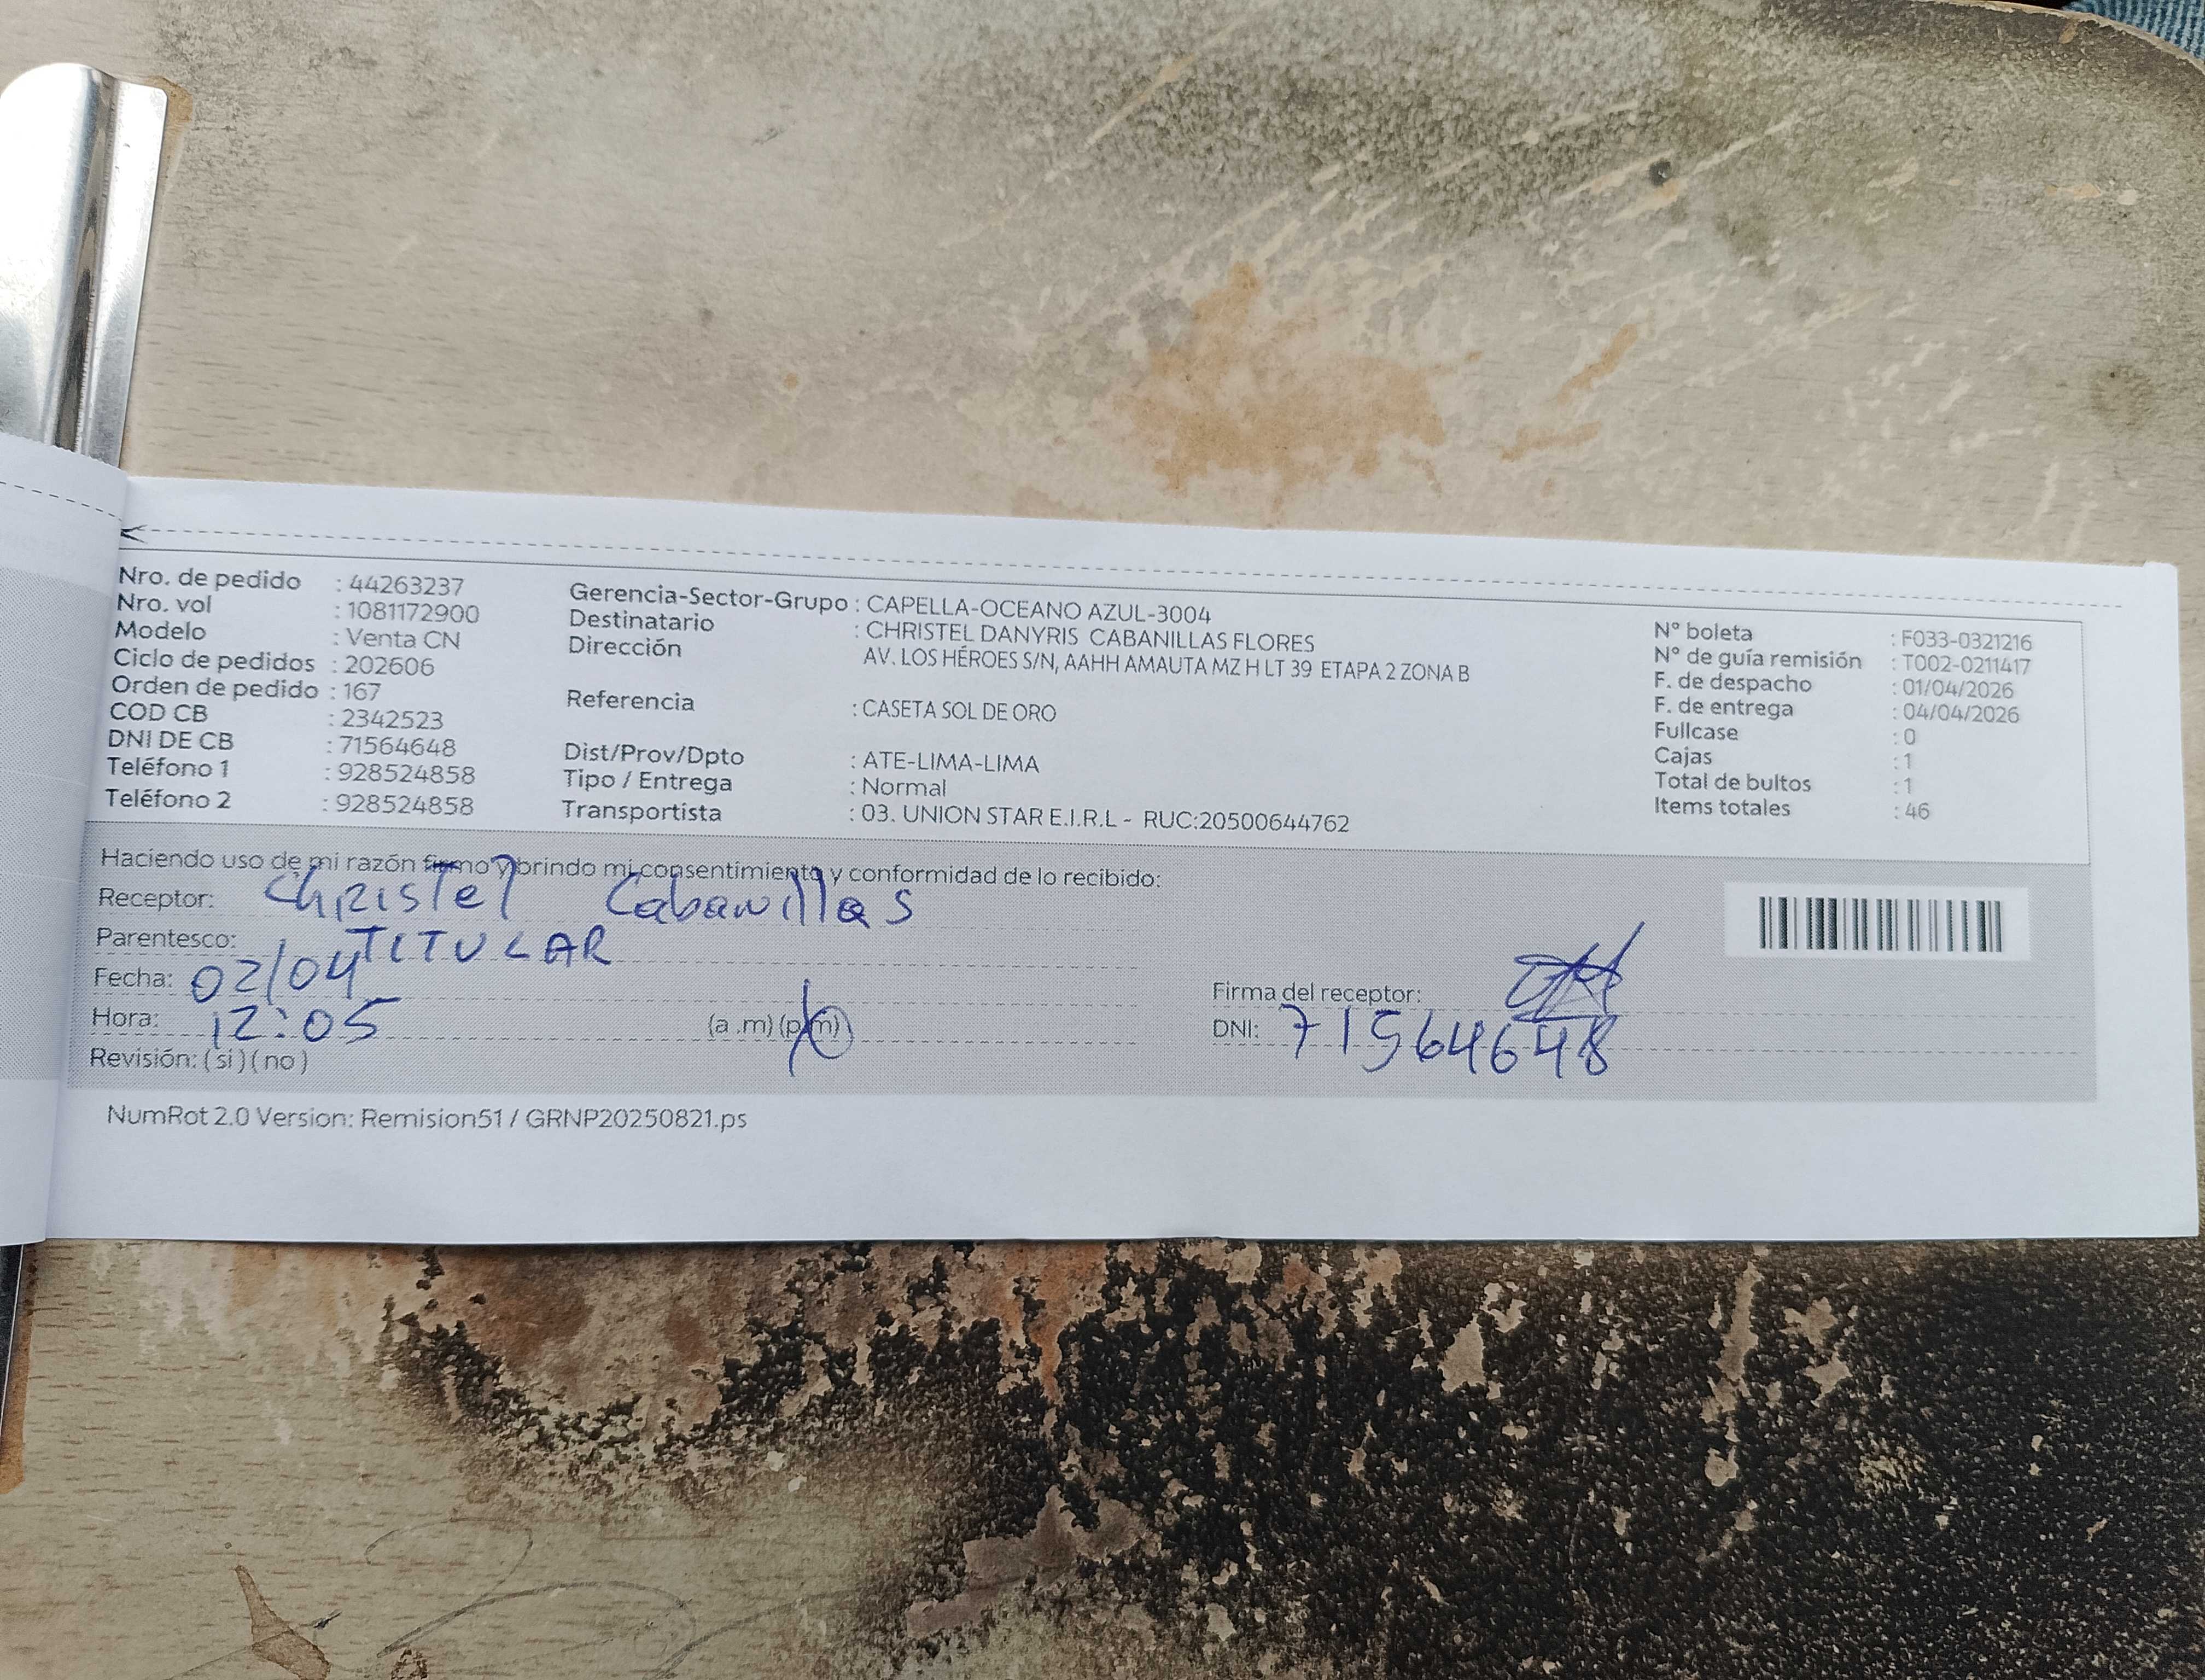 Nro. de pedido : 44263237
Nro. vol : 1081172900
Modelo : Venta CN
Ciclo de pedidos : 202606
Orden de pedido : 167
COD CB : 2342523
DNI DE CB : 71564648
Teléfono 1 : 928524858
Teléfono 2 : 928524858
Gerencia-Sector-Grupo : CAPELLA-OCEANO AZUL-3004
Destinatario : CHRISTEL DANYRIS CABANILLAS FLORES
Dirección AV. LOS HÉROES S/N, AAHH AMAUTA MZ H LT 39 ETAPA 2 ZONA B
Referencia : CASETA SOL DE ORO
Dist/Prov/Dpto : ATE-LIMA-LIMA
Tipo / Entrega : Normal
Transportista : 03. UNION STAR E.I.R.L - RUC:20500644762
N° boleta : F033-0321216
N° de guía remisión : T002-0211417
F. de despacho : 01/04/2026
F. de entrega : 04/04/2026
Fullcase : 0
Cajas : 1
Total de bultos : 1
Items totales : 46
Haciendo uso de mi razón firmo y brindo mi consentimiento y conformidad de lo recibido:
Receptor: Christel Cabanillas
Parentesco: TITULAR
Fecha: 02/04
Hora: 12:05 (a .m) (p.m)
Revisión: ( si ) ( no )
Firma del receptor:
DNI: 71564648
NumRot 2.0 Version: Remision51 / GRNP20250821.ps